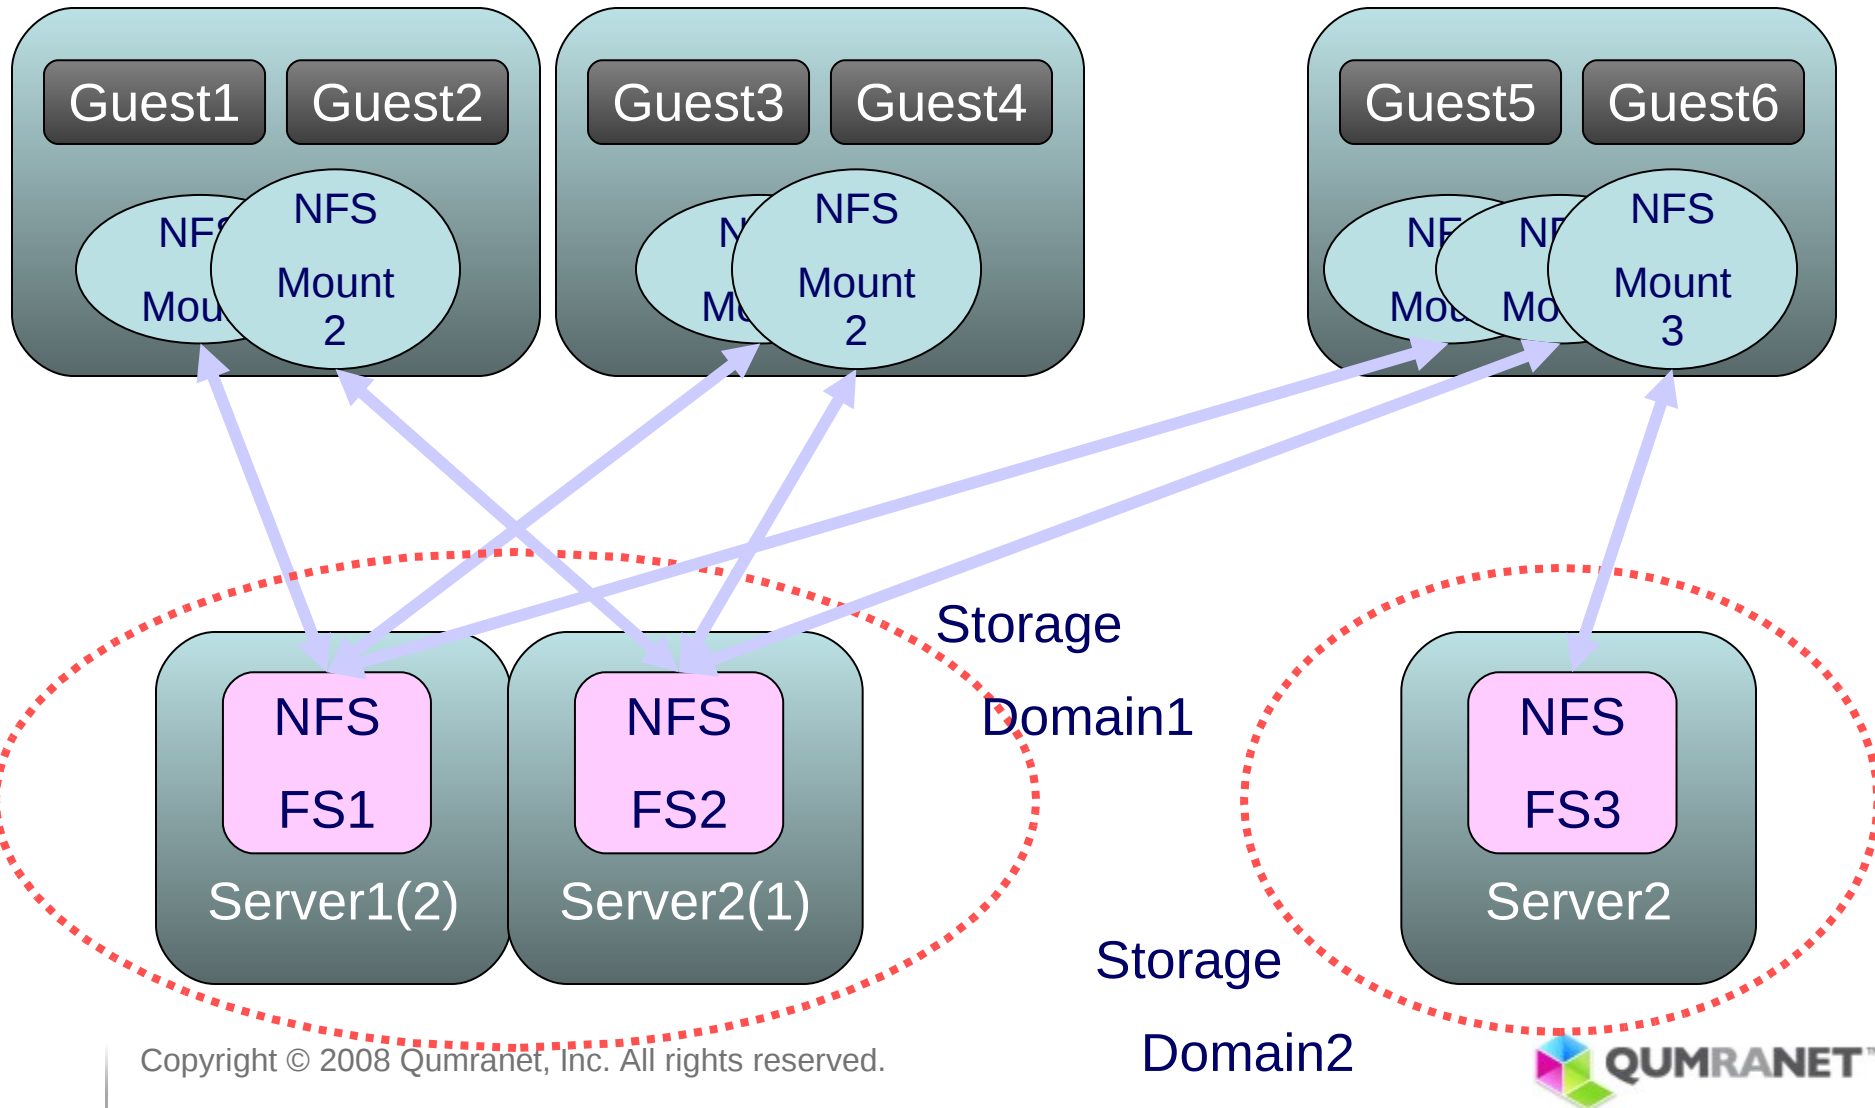 Guest1 Guest2 Guest3 Guest4 Guest5 Guest6
NFS
Mount
2
NFS
Mount
2
NFS
Mount
3
Storage
Domain1
NFS
FS1
Server1(2)
NFS
FS2
Server2(1)
NFS
FS3
Server2
Storage
Domain2
Copyright © 2008 Qumranet, Inc. All rights reserved.
QUMRANET™